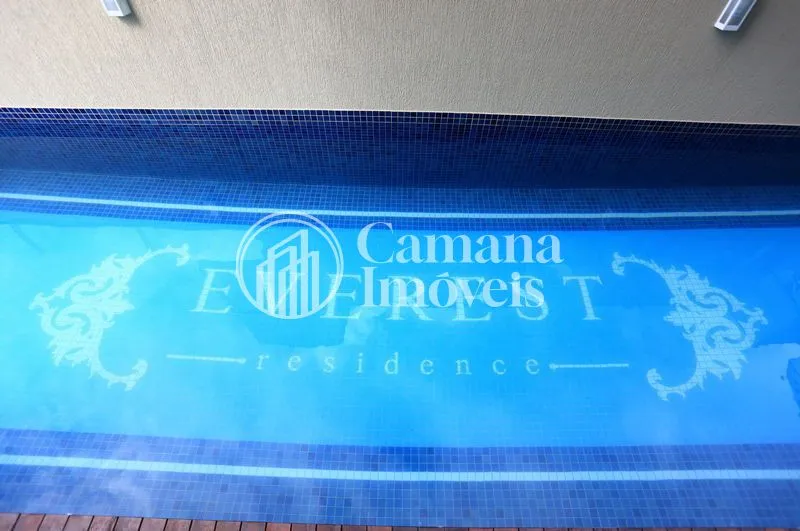 Camana
Imóveis
EVEREST
residence